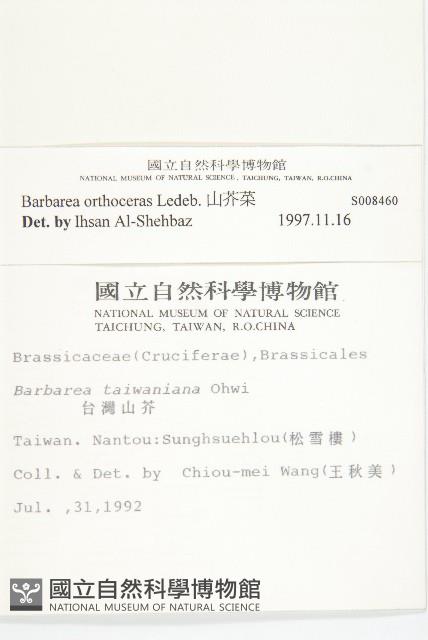 國立自然科學博物館
NATIONAL MUSEUM OF NATURAL SCIENCE, TAICHUNG, TAIWAN, R.O.CHINA
Barbarea orthoceras Ledeb. 山芥菜 S008460
Det. by Ihsan Al-Shehbaz 1997.11.16
國立自然科學博物館
NATIONAL MUSEUM OF NATURAL SCIENCE
TAICHUNG, TAIWAN, R.O.CHINA
Brassicaceae(Cruciferae),Brassicales
Barbarea taiwaniana Ohwi
台灣山芥
Taiwan. Nantou:Sunghsuehlou(松雪樓)
Coll. & Det. by Chiou-mei Wang(王秋美)
Jul. ,31,1992
國立自然科學博物館
NATIONAL MUSEUM OF NATURAL SCIENCE